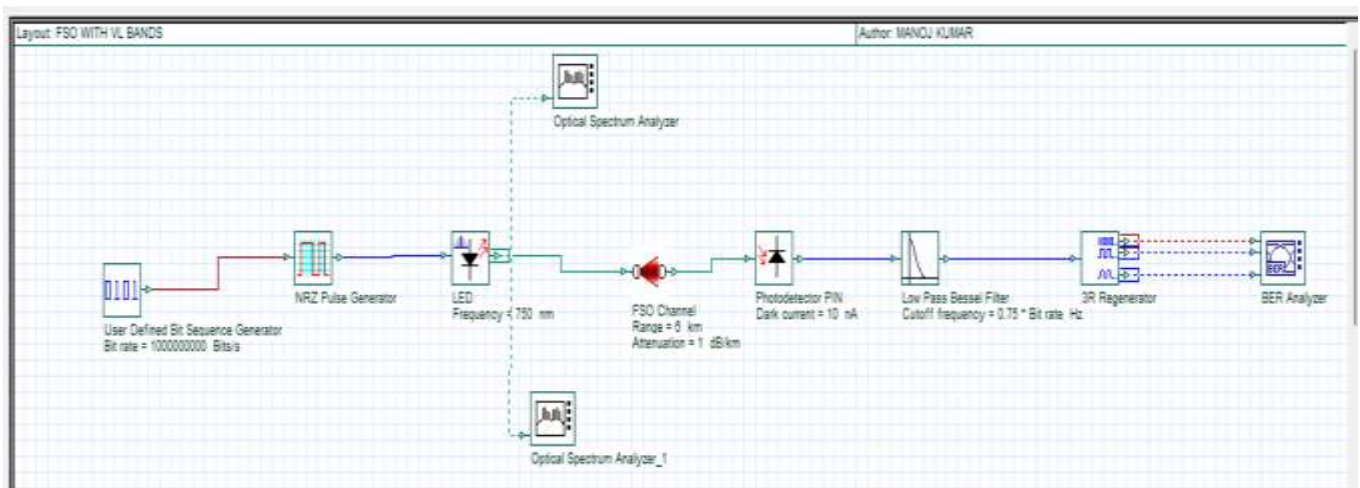 Layout: FSO WITH VL BANDS
Author: MANOJ KUMAR
Optical Spectrum Analyzer
User Defined Bit Sequence Generator
Bit rate = 1000000000 Bits/s
NRZ Pulse Generator
LED
Frequency = 750 nm
FSO Channel
Range = 6 km
Attenuation = 1 dB/km
Photodetector PIN
Dark current = 10 nA
Low Pass Bessel Filter
Cutoff frequency = 0.75 * Bit rate Hz
3R Regenerator
BER Analyzer
Optical Spectrum Analyzer_1